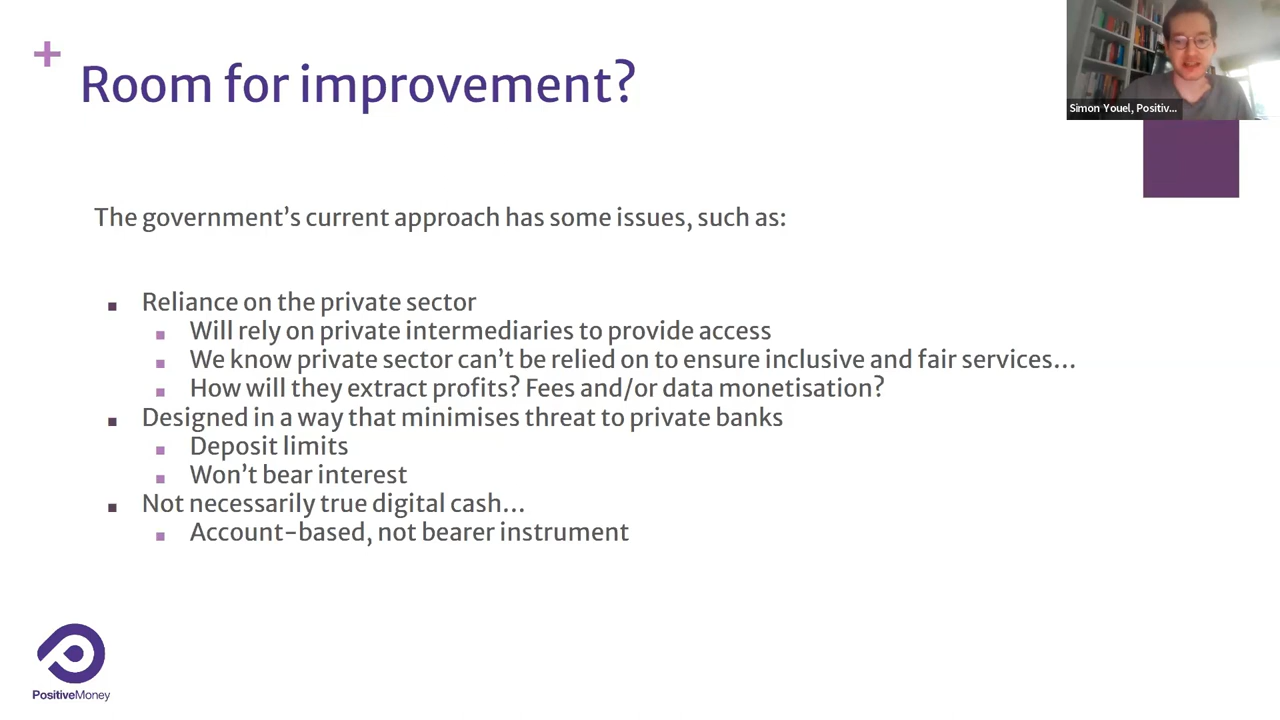 Room for improvement?
Simon Youel, Positiv...
The government’s current approach has some issues, such as:
Reliance on the private sector
Will rely on private intermediaries to provide access
We know private sector can’t be relied on to ensure inclusive and fair services...
How will they extract profits? Fees and/or data monetisation?
Designed in a way that minimises threat to private banks
Deposit limits
Won’t bear interest
Not necessarily true digital cash...
Account-based, not bearer instrument
PositiveMoney